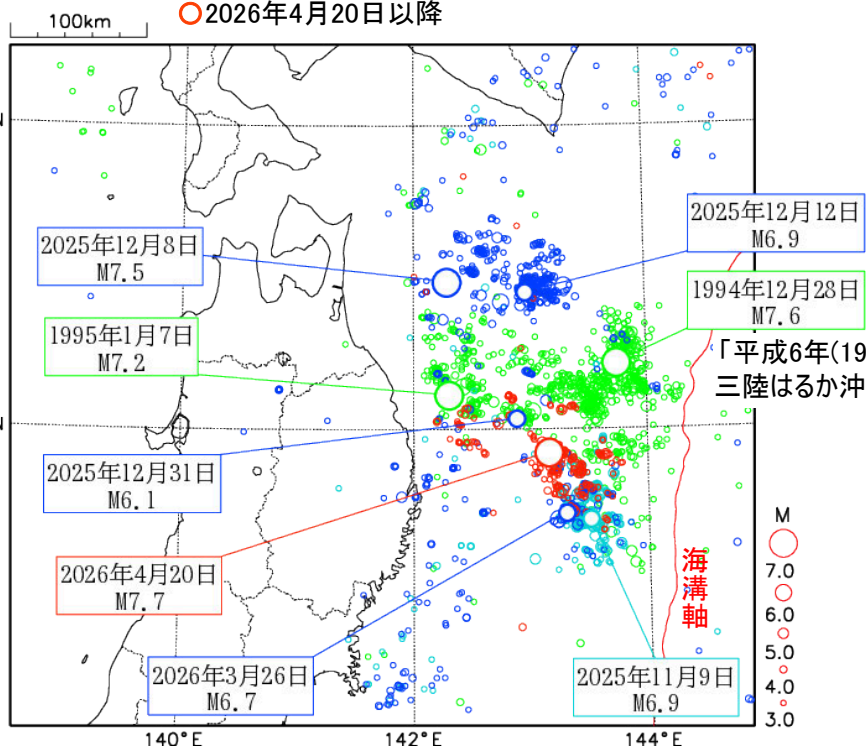 100km
○2026年4月20日以降
2025年12月12日
M6.9
2025年12月8日
M7.5
1994年12月28日
M7.6
「平成6年(19
三陸はるか沖
1995年1月7日
M7.2
2025年12月31日
M6.1
2026年4月20日
M7.7
2026年3月26日
M6.7
2025年11月9日
M6.9
海溝軸
M
7.0
6.0
5.0
4.0
3.0
N
N
140°E
142°E
144°E